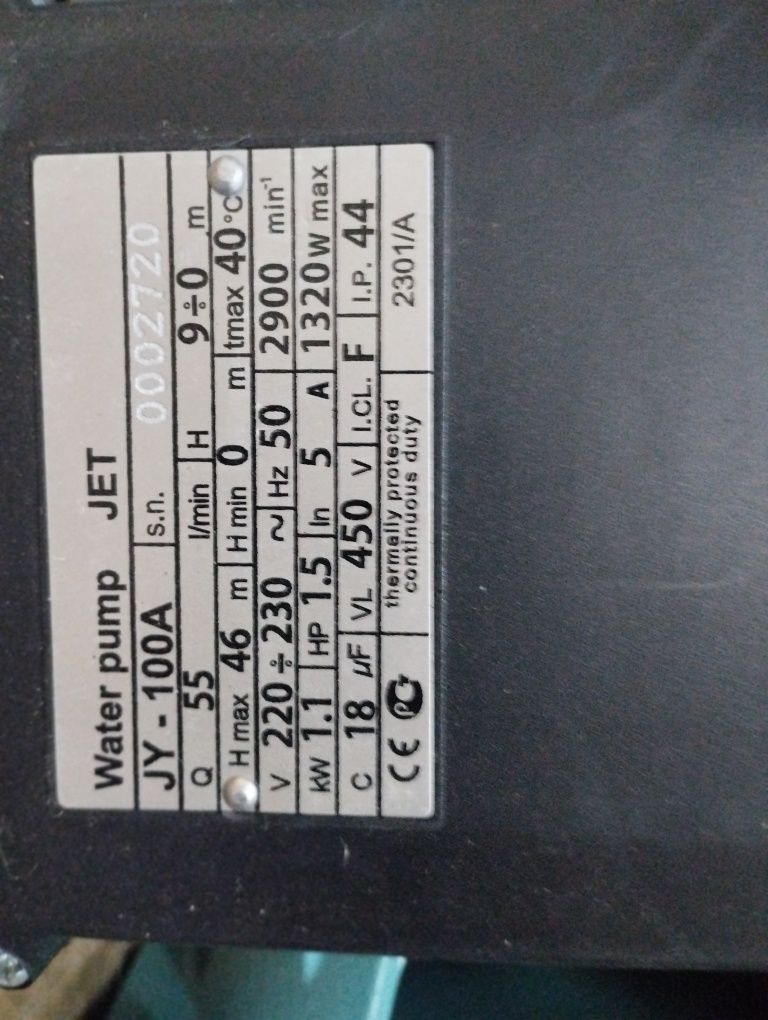 Water pump JET
JY - 100A s.n. 0002720
Q 55 l/min H 9÷0 m
H max 46 m H min 0 m tmax 40°C
V 220÷230 ~ Hz 50 2900 min⁻¹
kW 1.1 HP 1.5 In 5 A 1320W max
C 18 µF VL 450 V I.CL. F I.P. 44
CE thermally protected 2301/A
continuous duty